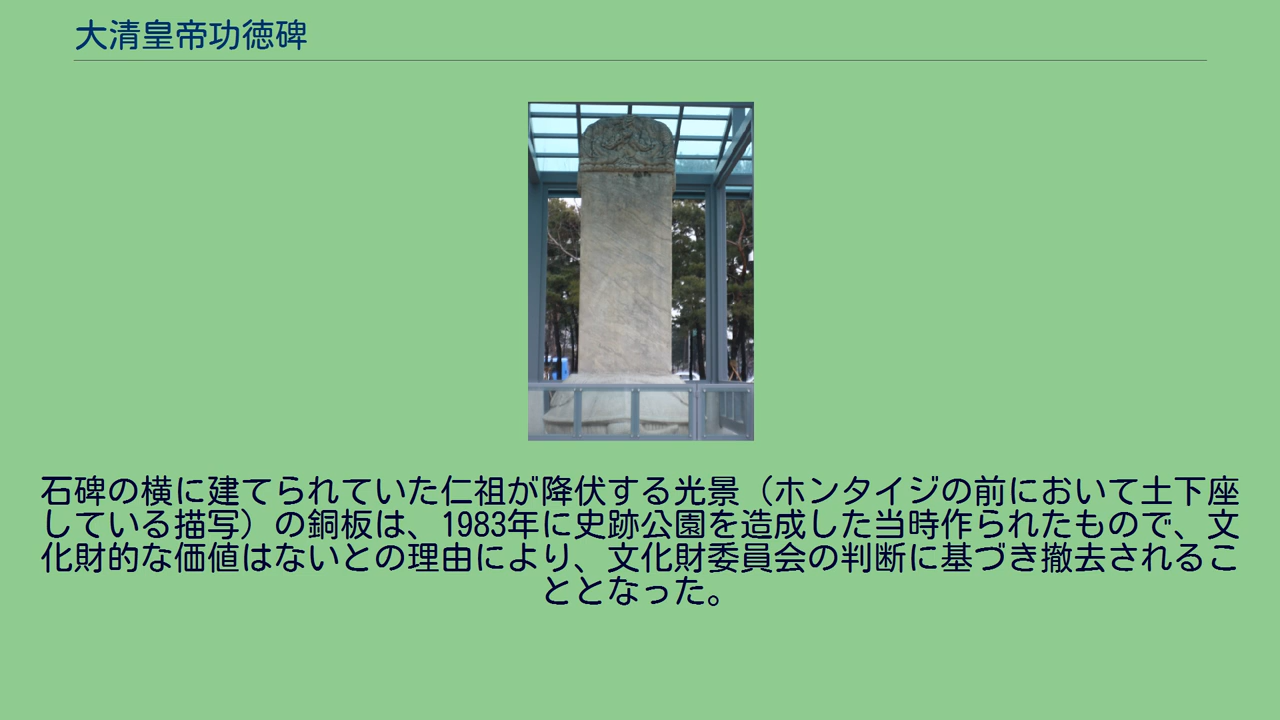 大清皇帝功徳碑
石碑の横に建てられていた仁祖が降伏する光景（ホンタイジの前において土下座
している描写）の銅板は、1983年に史跡公園を造成した当時作られたもので、文
化財的な価値はないとの理由により、文化財委員会の判断に基づき撤去されるこ
ととなった。